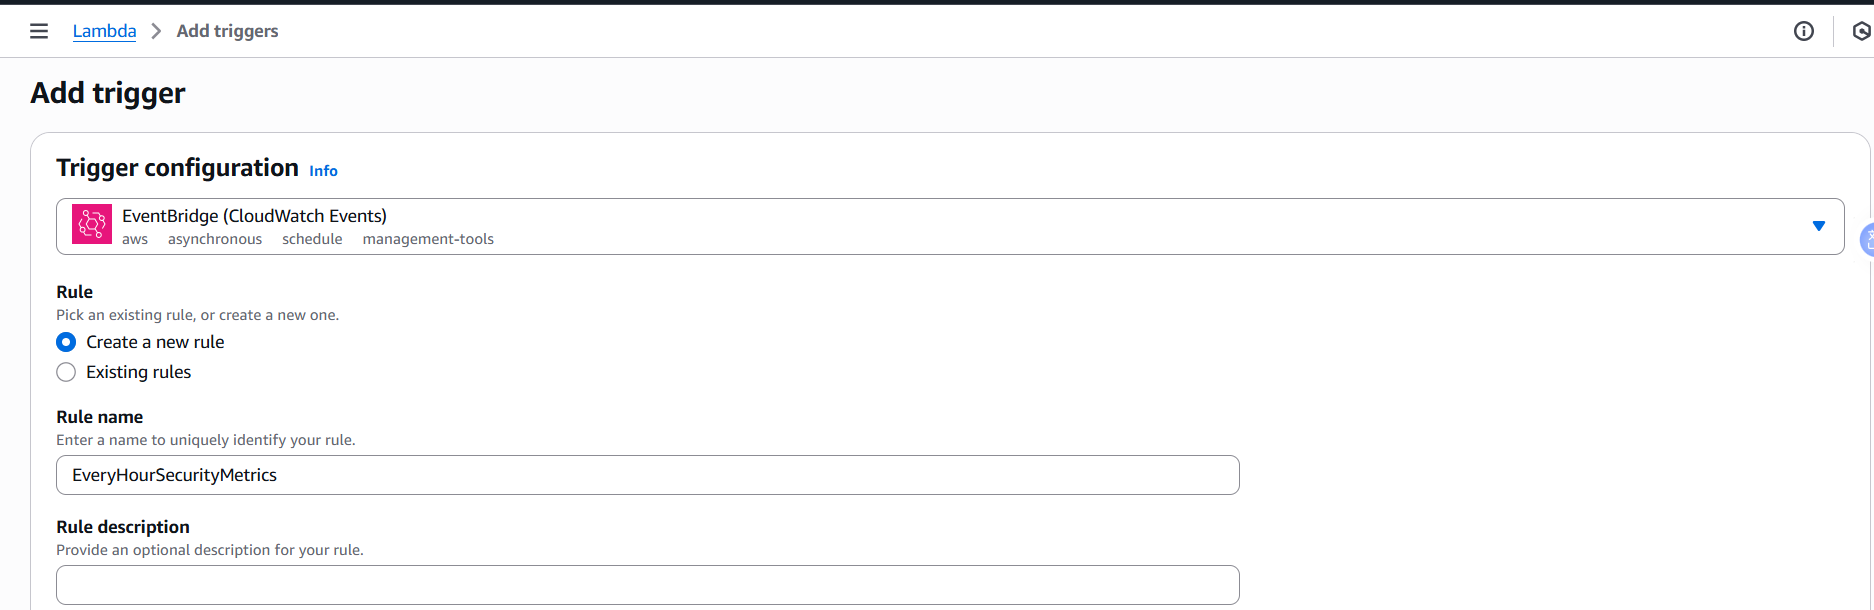 Lambda > Add triggers
Add trigger
Trigger configuration Info
EventBridge (CloudWatch Events)
aws asynchronous schedule management-tools
Rule
Pick an existing rule, or create a new one.
Create a new rule
Existing rules
Rule name
Enter a name to uniquely identify your rule.
EveryHourSecurityMetrics
Rule description
Provide an optional description for your rule.